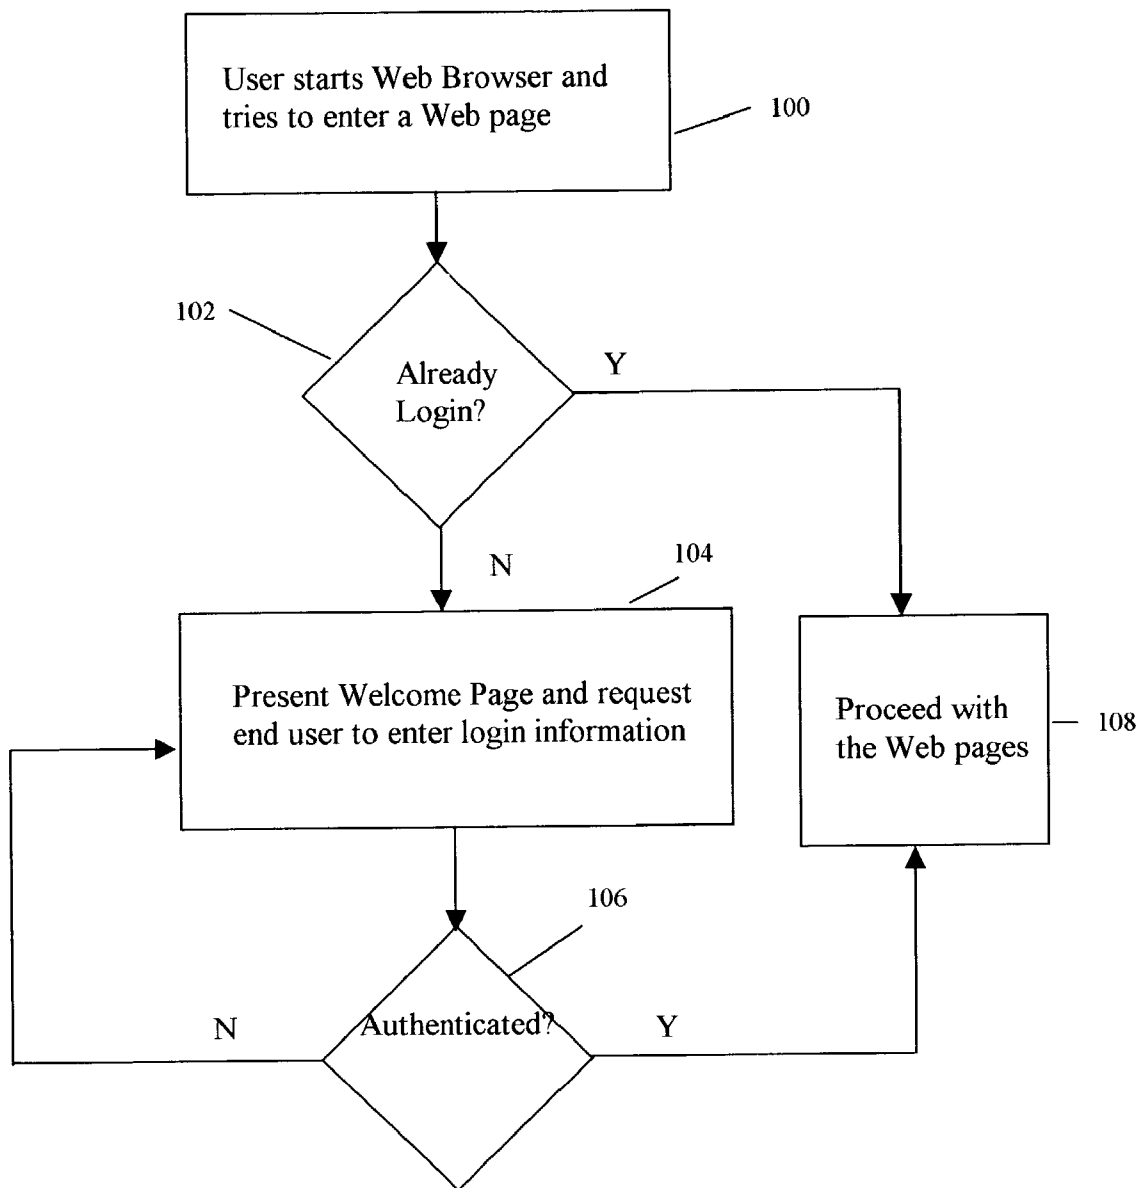 User starts Web Browser and
tries to enter a Web page
100
102
Already
Login?
Y
N
104
Present Welcome Page and request
end user to enter login information
Proceed with
the Web pages
108
106
Authenticated?
N
Y